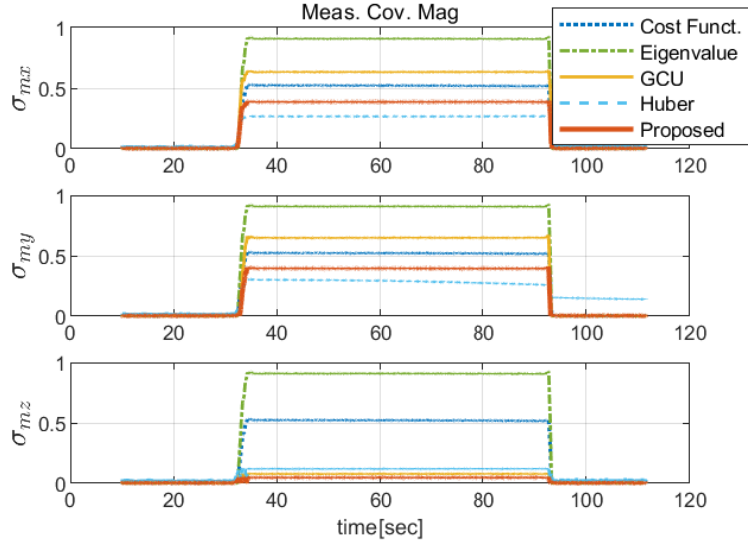 Meas. Cov. Mag
Cost Funct.
Eigenvalue
GCU
Huber
Proposed
σmx
1
0.5
0
0 20 40 60 80 100 120
σmy
1
0.5
0
0 20 40 60 80 100 120
σmz
1
0.5
0
0 20 40 60 80 100 120
time[sec]